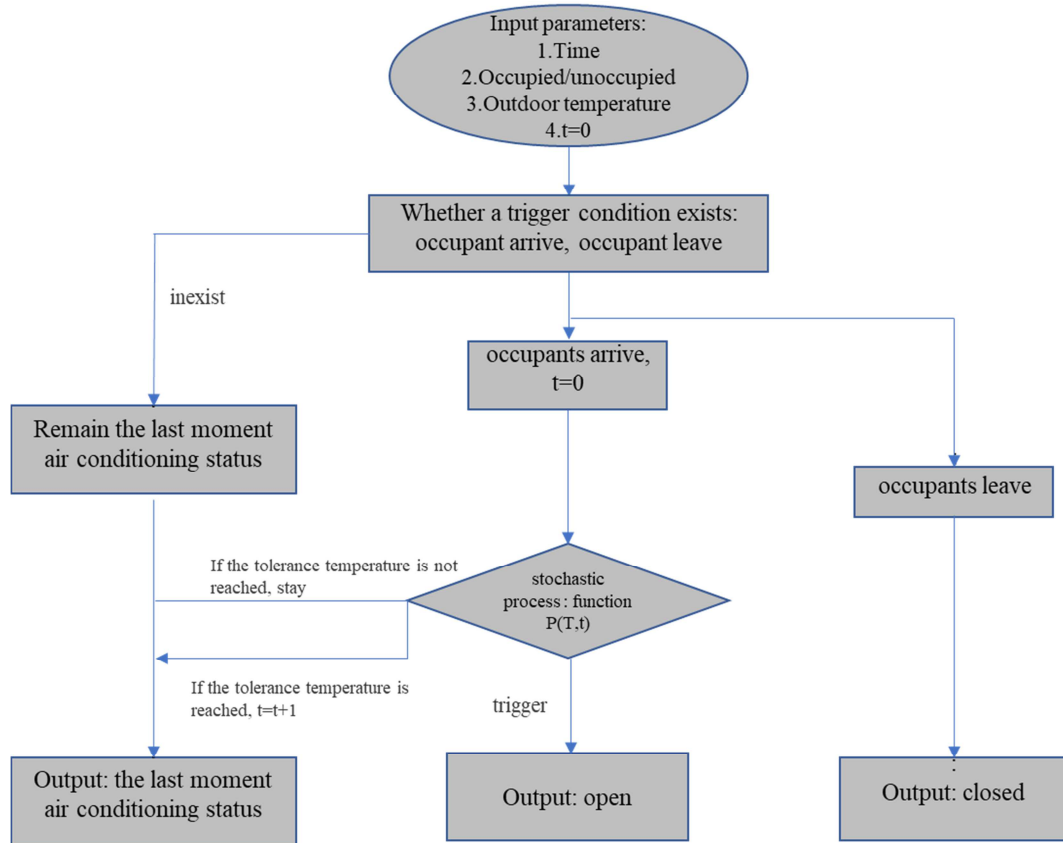 Input parameters:
1.Time
2.Occupied/unoccupied
3.Outdoor temperature
4.t=0
Whether a trigger condition exists:
occupant arrive, occupant leave
inexist
occupants arrive,
t=0
Remain the last moment
air conditioning status
occupants leave
If the tolerance temperature is not
reached, stay
stochastic
process: function
P(T,t)
If the tolerance temperature is
reached, t=t+1
trigger
Output: the last moment
air conditioning status
Output: open
:
Output: closed